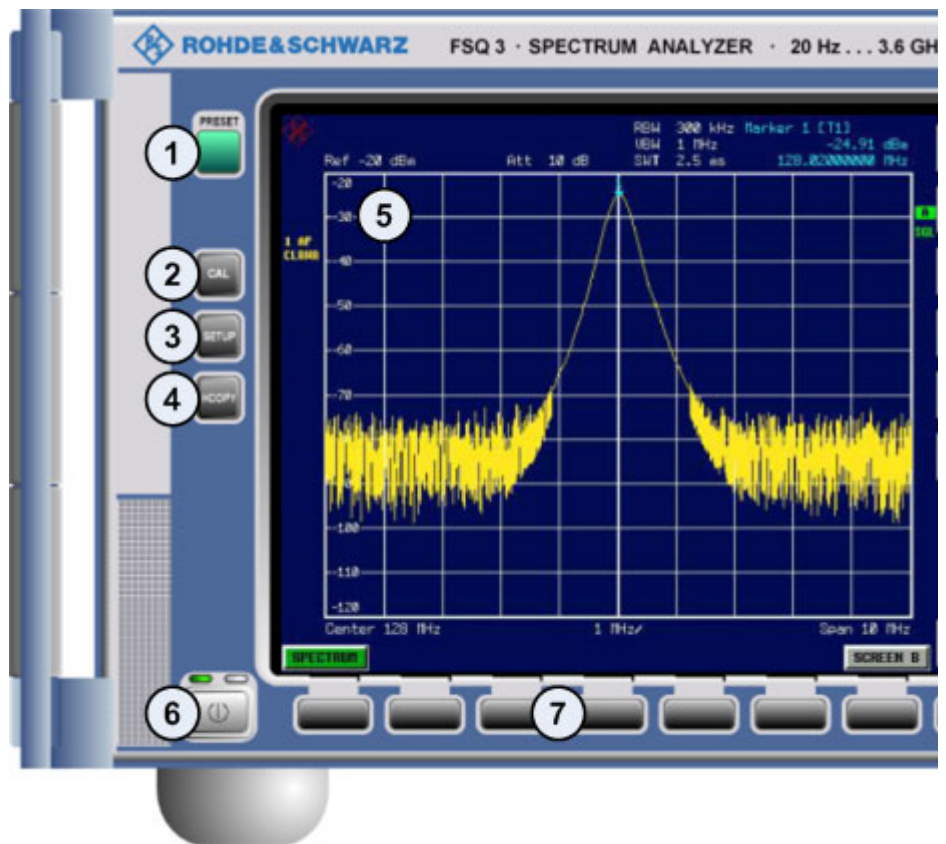 ROHDE & SCHWARZ FSQ 3 · SPECTRUM ANALYZER · 20 Hz . . . 3.6 GH
PRESET
1
RBW 300 kHz Marker 1 [T1]
VBW 1 MHz -24.91 dBm
Ref -20 dBm Att 10 dB SWT 2.5 ms 128.02000000 MHz
-20
5
-30
A
SGL
1 AP
CLRWR
-40
2
CAL
-50
3
SETUP
-60
4
HCOPY
-70
-100
-110
-120
Center 128 MHz 1 MHz/ Span 10 MHz
SPECTRUM
SCREEN B
6
7